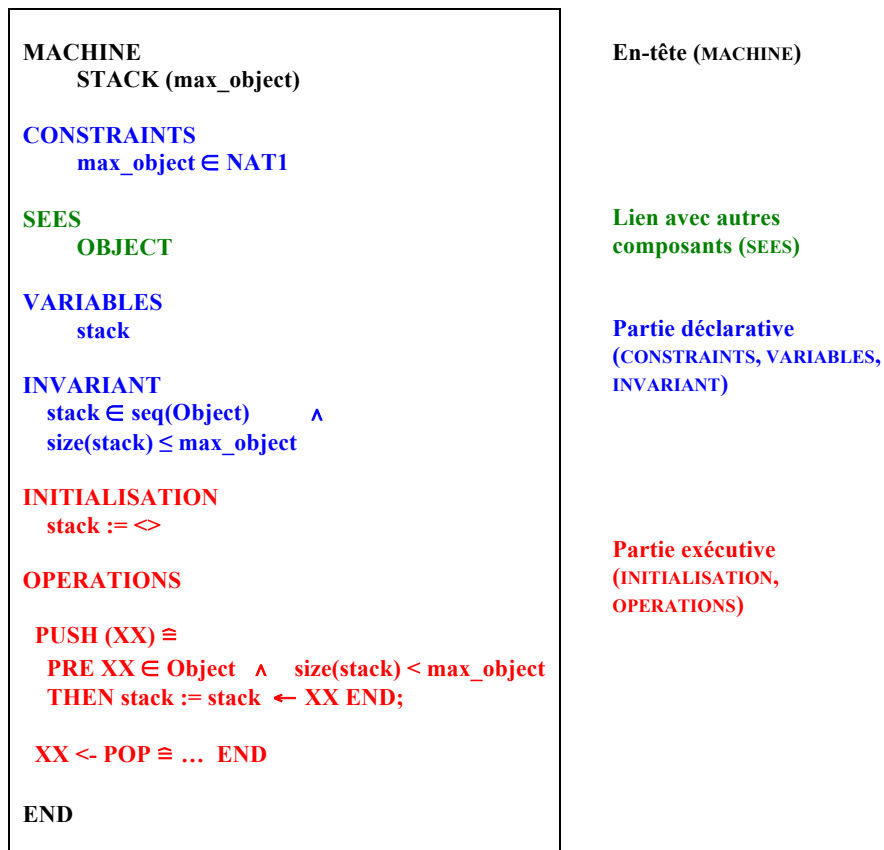 MACHINE
STACK (max_object)
CONSTRAINTS
max_object ∈ NAT1
SEES
OBJECT
VARIABLES
stack
INVARIANT
stack ∈ seq(Object) ∧
size(stack) ≤ max_object
INITIALISATION
stack := <>
OPERATIONS
PUSH (XX) ≙
PRE XX ∈ Object ∧ size(stack) < max_object
THEN stack := stack ← XX END;
XX <- POP ≙ … END
END
En-tête (MACHINE)
Lien avec autres
composants (SEES)
Partie déclarative
(CONSTRAINTS, VARIABLES,
INVARIANT)
Partie exécutive
(INITIALISATION,
OPERATIONS)